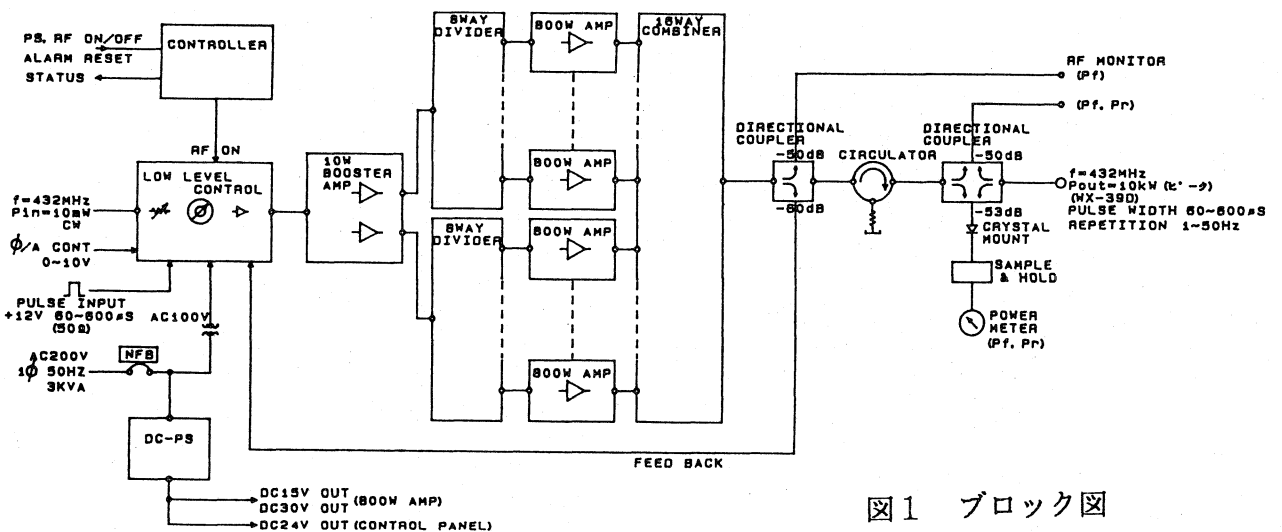 PS, RF ON/OFF
ALARM RESET
STATUS
CONTROLLER
RF ON
LOW LEVEL
CONTROL
f=432MHz
Pin=10mW
CW
φ/A CONT
0~10V
PULSE INPUT
+12V 60~600μS
(50Ω)
AC100V
AC200V
1φ 50HZ
3KVA
NFB
DC-PS
DC15V OUT
DC30V OUT
(800W AMP)
DC24V OUT (CONTROL PANEL)
10W
BOOSTER
AMP
8WAY
DIVIDER
8WAY
DIVIDER
800W AMP
800W AMP
800W AMP
800W AMP
16WAY
COMBINER
FEED BACK
DIRECTIONAL
COUPLER
-50dB
-60dB
CIRCULATOR
DIRECTIONAL
COUPLER
-50dB
-53dB
RF MONITOR
(Pf)
(Pf, Pr)
f=432MHz
Pout=10kW (ピーク)
(WX-39D)
PULSE WIDTH 60~600μS
REPETITION 1~50Hz
CRYSTAL
MOUNT
SAMPLE
& HOLD
POWER
METER
(Pf, Pr)
図1 ブロック図